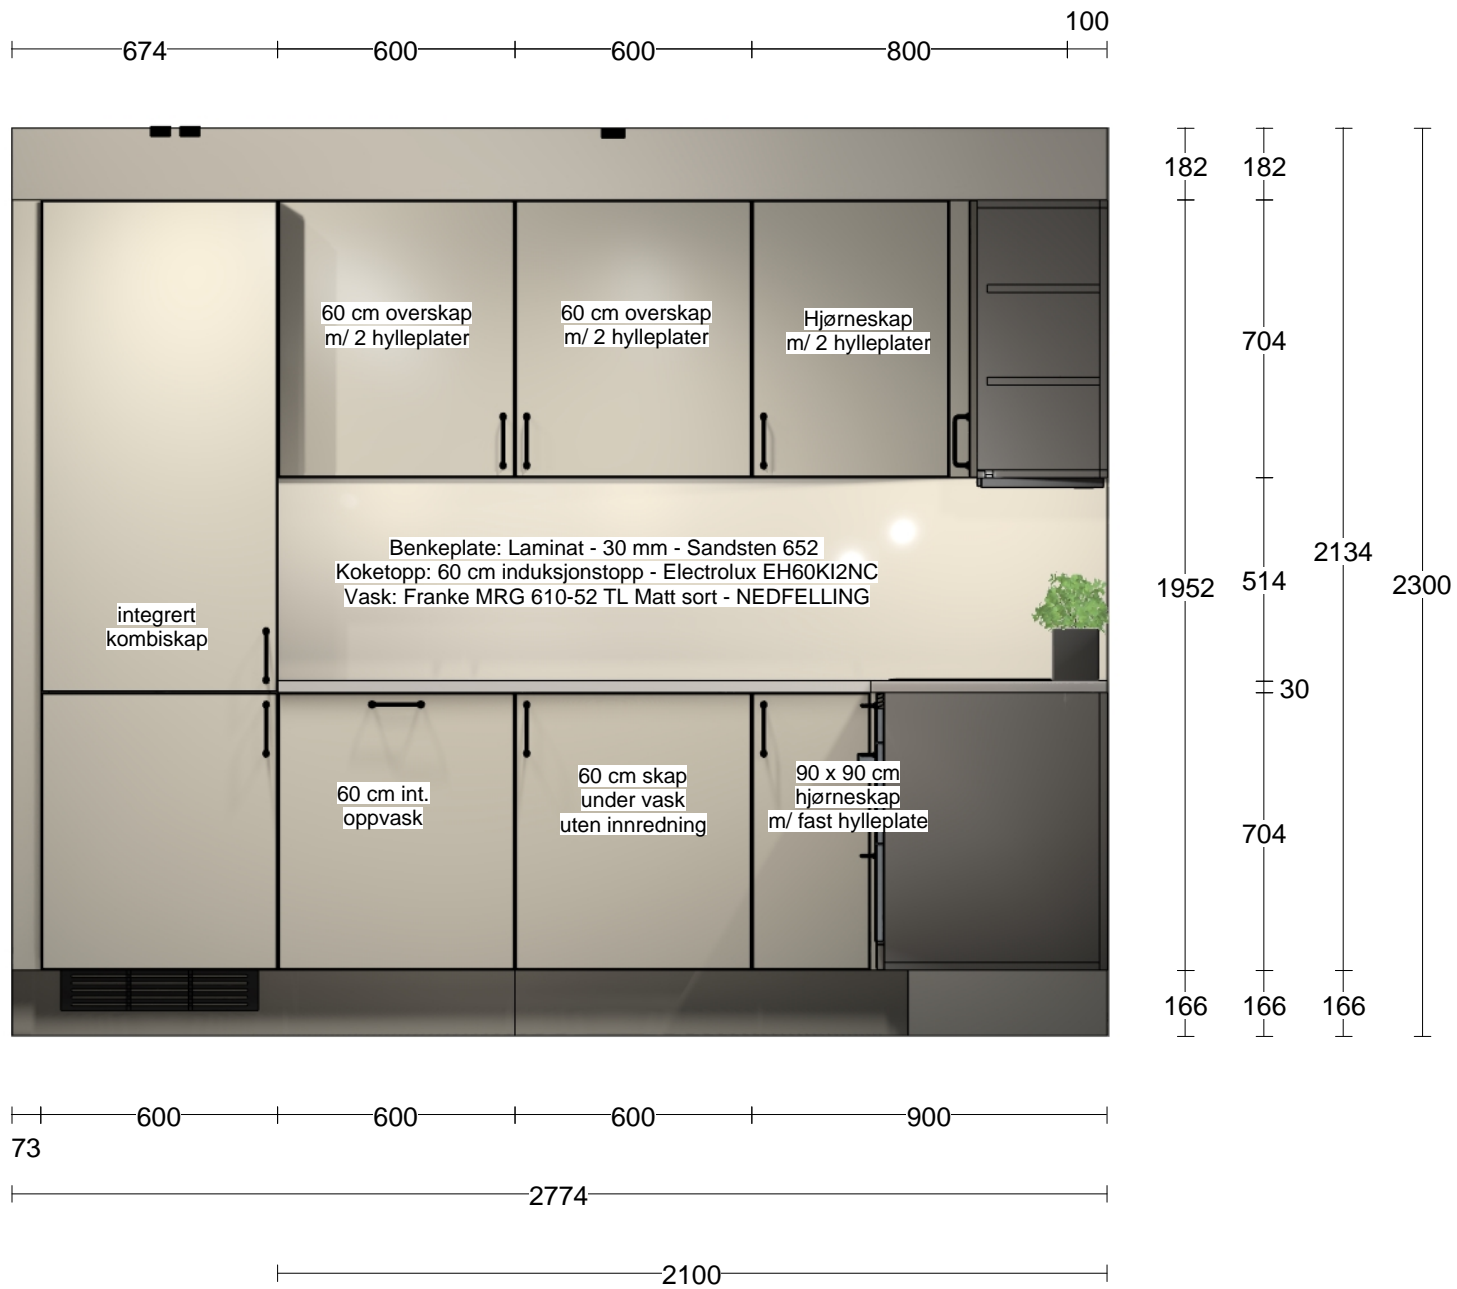 100
674
600
600
800
182
182
60 cm overskap
m/ 2 hylleplater
60 cm overskap
m/ 2 hylleplater
Hjørneskap
m/ 2 hylleplater
704
Benkeplate: Laminat - 30 mm - Sandsten 652
Koketopp: 60 cm induksjonstopp - Electrolux EH60KI2NC
Vask: Franke MRG 610-52 TL Matt sort - NEDFELLING
2134
1952
514
2300
integrert
kombiskap
30
60 cm int.
oppvask
60 cm skap
under vask
uten innredning
90 x 90 cm
hjørneskap
m/ fast hylleplate
704
166
166
166
600
600
600
900
73
2774
2100